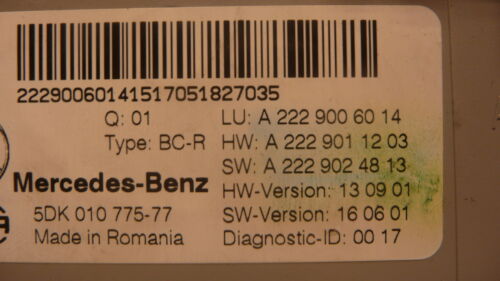 22290060141517051827035
Q: 01 LU: A 222 900 60 14
Type: BC-R HW: A 222 901 12 03
SW: A 222 902 48 13
Mercedes-Benz HW-Version: 13 09 01
5DK 010 775-77 SW-Version: 16 06 01
Made in Romania Diagnostic-ID: 00 17